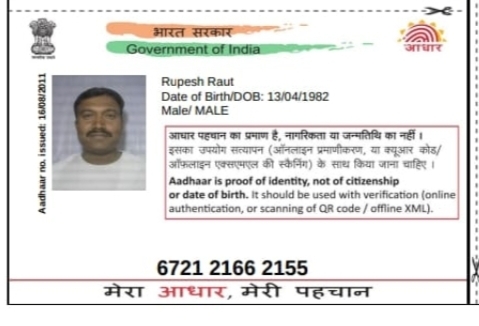 भारत सरकार
Government of India
आधार
Aadhaar no. issued: 16/08/2011
Rupesh Raut
Date of Birth/DOB: 13/04/1982
Male/ MALE
आधार पहचान का प्रमाण है, नागरिकता या जन्मतिथि का नहीं ।
इसका उपयोग सत्यापन (ऑनलाइन प्रमाणीकरण, या क्यूआर कोड/
ऑफ़लाइन एक्सएमएल की स्कैनिंग) के साथ किया जाना चाहिए ।
Aadhaar is proof of identity, not of citizenship
or date of birth. It should be used with verification (online
authentication, or scanning of QR code / offline XML).
6721 2166 2155
मेरा आधार, मेरी पहचान